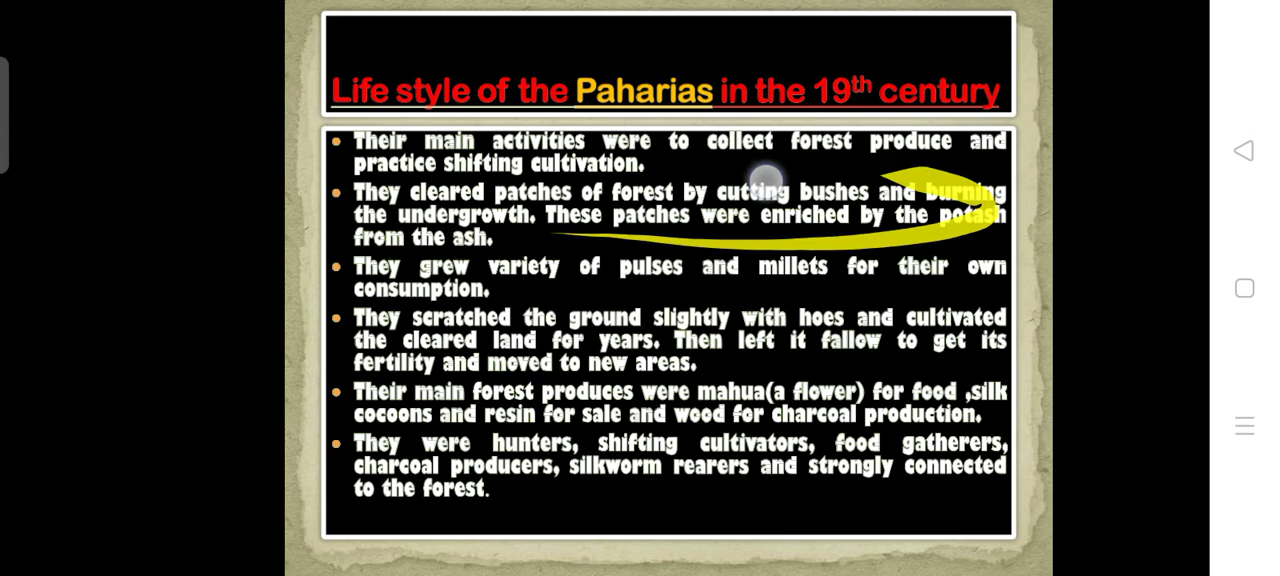 Life style of the Paharias in the 19th century
Their main activities were to collect forest produce and
practice shifting cultivation.
They cleared patches of forest by cutting bushes and burning
the undergrowth. These patches were enriched by the potash
from the ash.
They grew variety of pulses and millets for their own
consumption.
They scratched the ground slightly with hoes and cultivated
the cleared land for years. Then left it fallow to get its
fertility and moved to new areas.
Their main forest produces were mahua(a flower) for food ,silk
cocoons and resin for sale and wood for charcoal production.
They were hunters, shifting cultivators, food gatherers,
charcoal producers, silkworm rearers and strongly connected
to the forest.